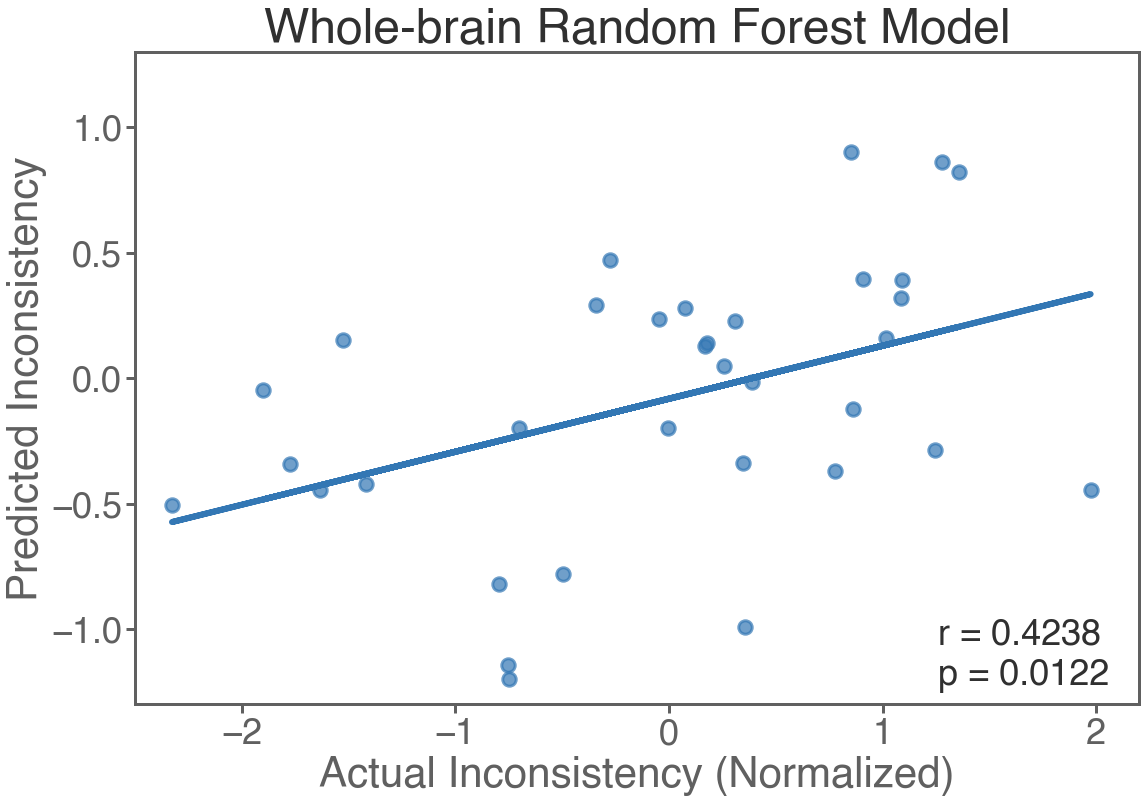 Whole-brain Random Forest Model
Predicted Inconsistency
1.0
0.5
0.0
−0.5
−1.0
r = 0.4238
p = 0.0122
−2
−1
0
1
2
Actual Inconsistency (Normalized)